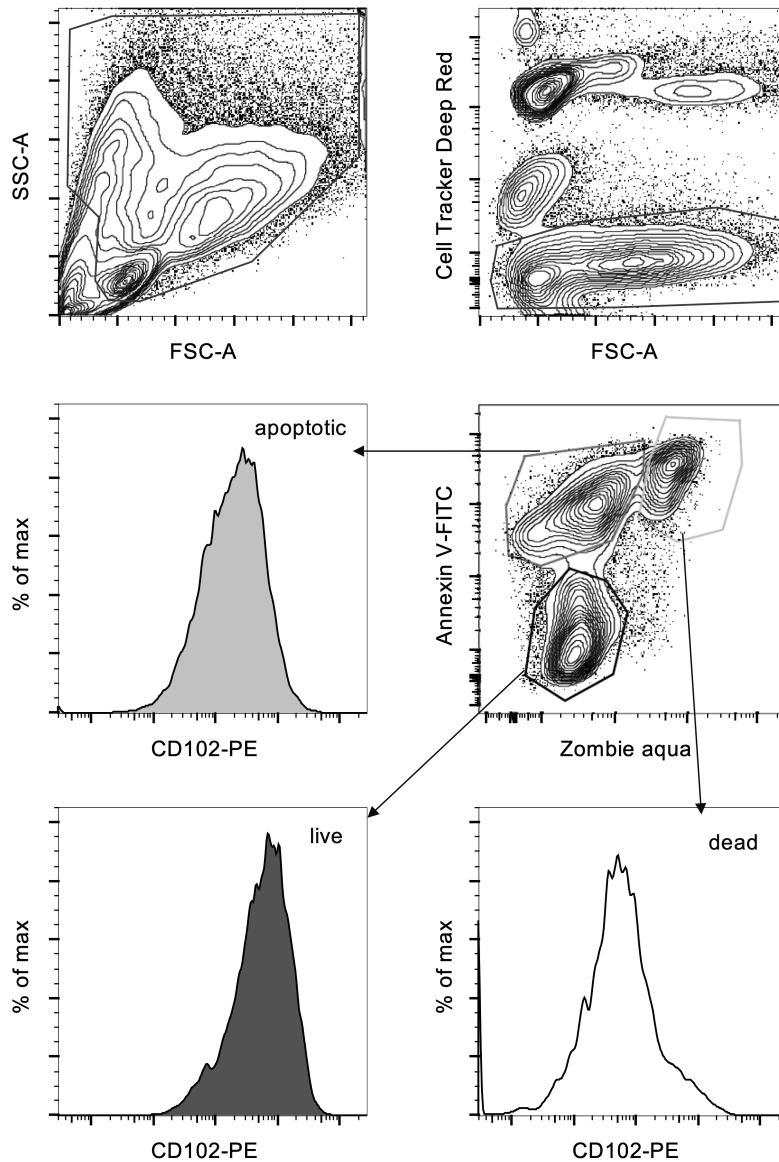 SSC-A
FSC-A
Cell Tracker Deep Red
FSC-A
apoptotic
% of max
CD102-PE
Annexin V-FITC
Zombie aqua
live
% of max
CD102-PE
dead
% of max
CD102-PE